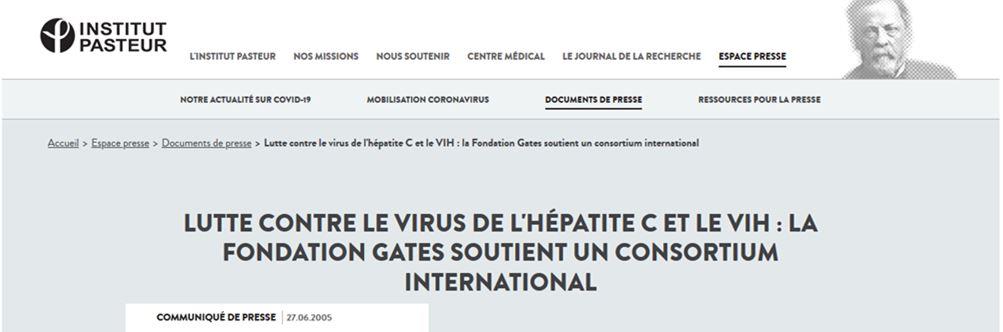 INSTITUT
PASTEUR
L'INSTITUT PASTEUR NOS MISSIONS NOUS SOUTENIR CENTRE MÉDICAL LE JOURNAL DE LA RECHERCHE ESPACE PRESSE
NOTRE ACTUALITÉ SUR COVID-19 MOBILISATION CORONAVIRUS DOCUMENTS DE PRESSE RESSOURCES POUR LA PRESSE
Accueil > Espace presse > Documents de presse > Lutte contre le virus de l'hépatite C et le VIH : la Fondation Gates soutient un consortium international
LUTTE CONTRE LE VIRUS DE L'HÉPATITE C ET LE VIH : LA
FONDATION GATES SOUTIENT UN CONSORTIUM
INTERNATIONAL
COMMUNIQUÉ DE PRESSE | 27.06.2005